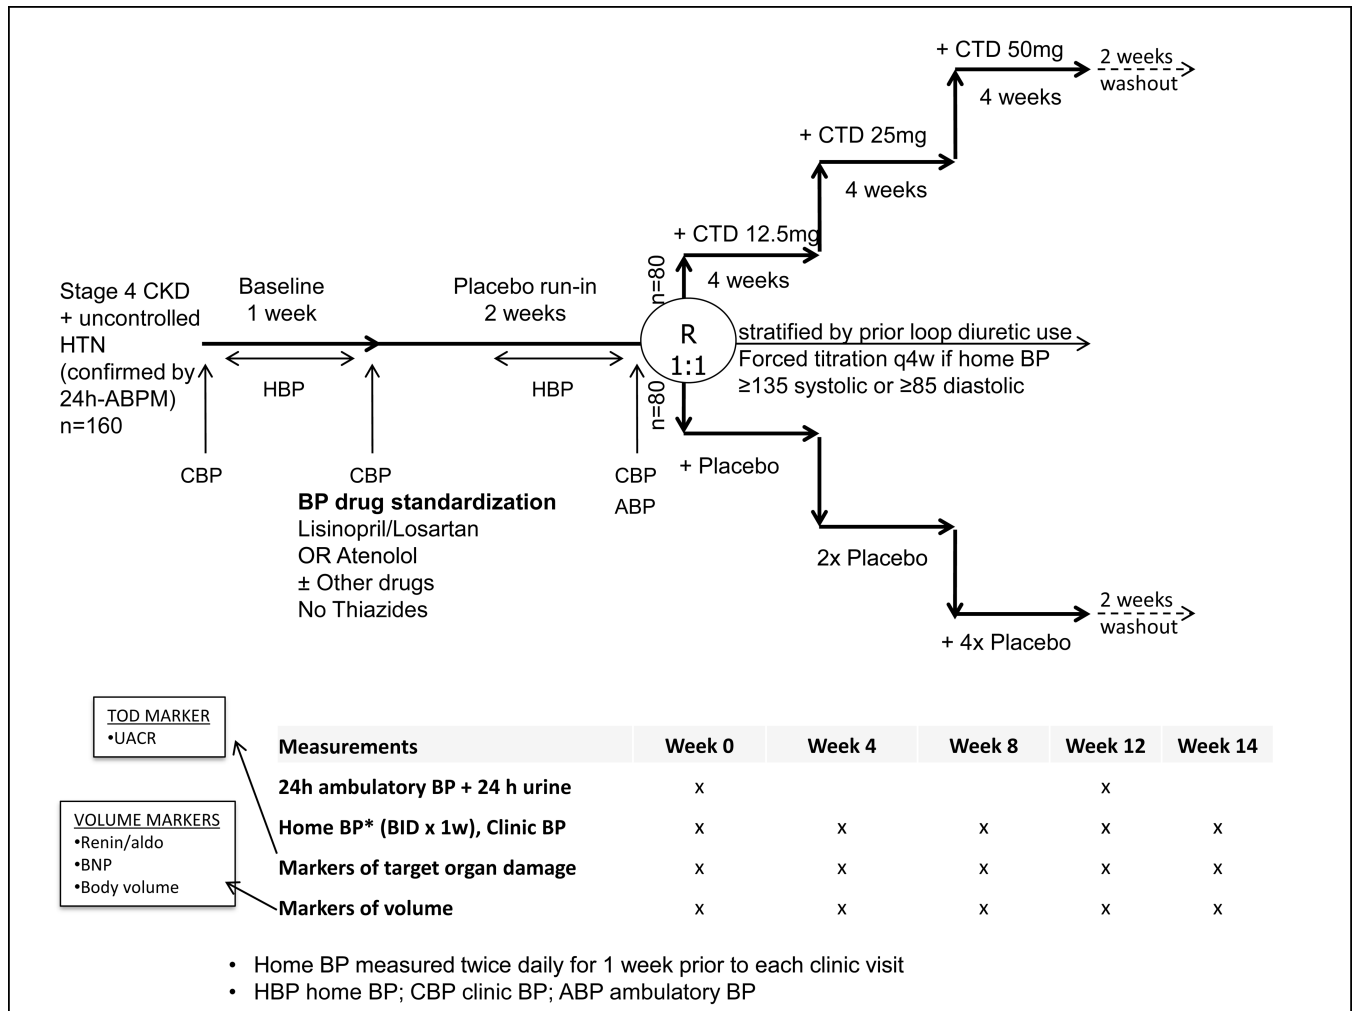 + CTD 50mg
2 weeks
washout
4 weeks
+ CTD 25mg
4 weeks
+ CTD 12.5mg
4 weeks
n=80
Stage 4 CKD
+ uncontrolled
HTN
(confirmed by
24h-ABPM)
n=160
Baseline
1 week
Placebo run-in
2 weeks
HBP
HBP
R
1:1
stratified by prior loop diuretic use
Forced titration q4w if home BP
≥135 systolic or ≥85 diastolic
n=80
CBP
CBP
CBP
ABP
BP drug standardization
Lisinopril/Losartan
OR Atenolol
± Other drugs
No Thiazides
+ Placebo
2x Placebo
+ 4x Placebo
2 weeks
washout
TOD MARKER
•UACR
VOLUME MARKERS
•Renin/aldo
•BNP
•Body volume
Measurements Week 0 Week 4 Week 8 Week 12 Week 14
24h ambulatory BP + 24 h urine x x
Home BP* (BID x 1w), Clinic BP x x x x x
Markers of target organ damage x x x x x
Markers of volume x x x x x
• Home BP measured twice daily for 1 week prior to each clinic visit
• HBP home BP; CBP clinic BP; ABP ambulatory BP